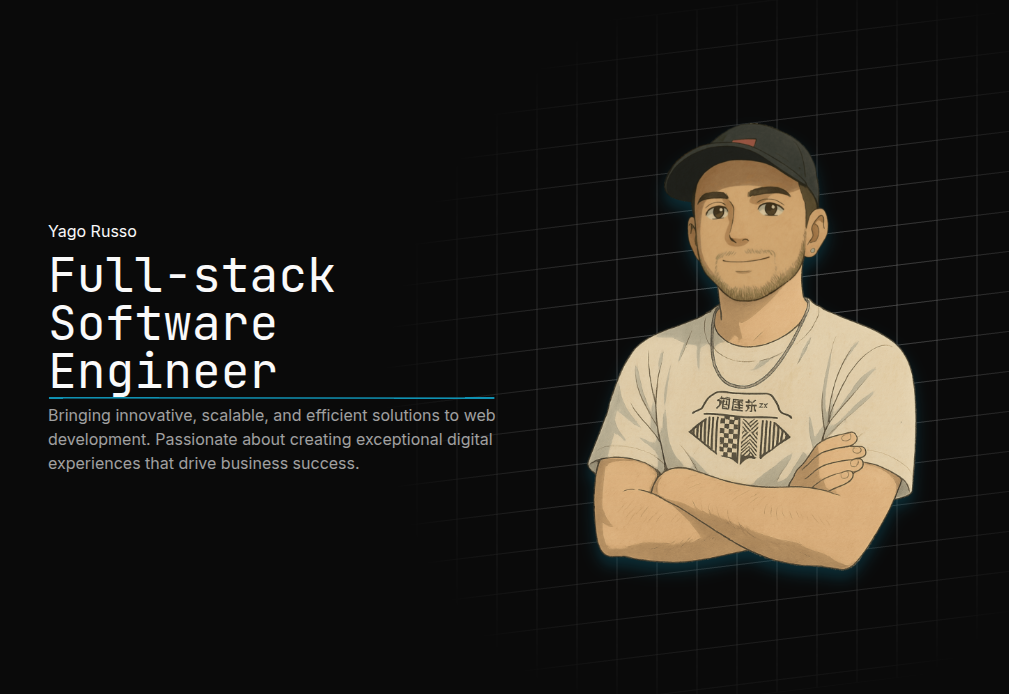 Yago Russo
Full-stack
Software
Engineer
Bringing innovative, scalable, and efficient solutions to web
development. Passionate about creating exceptional digital
experiences that drive business success.